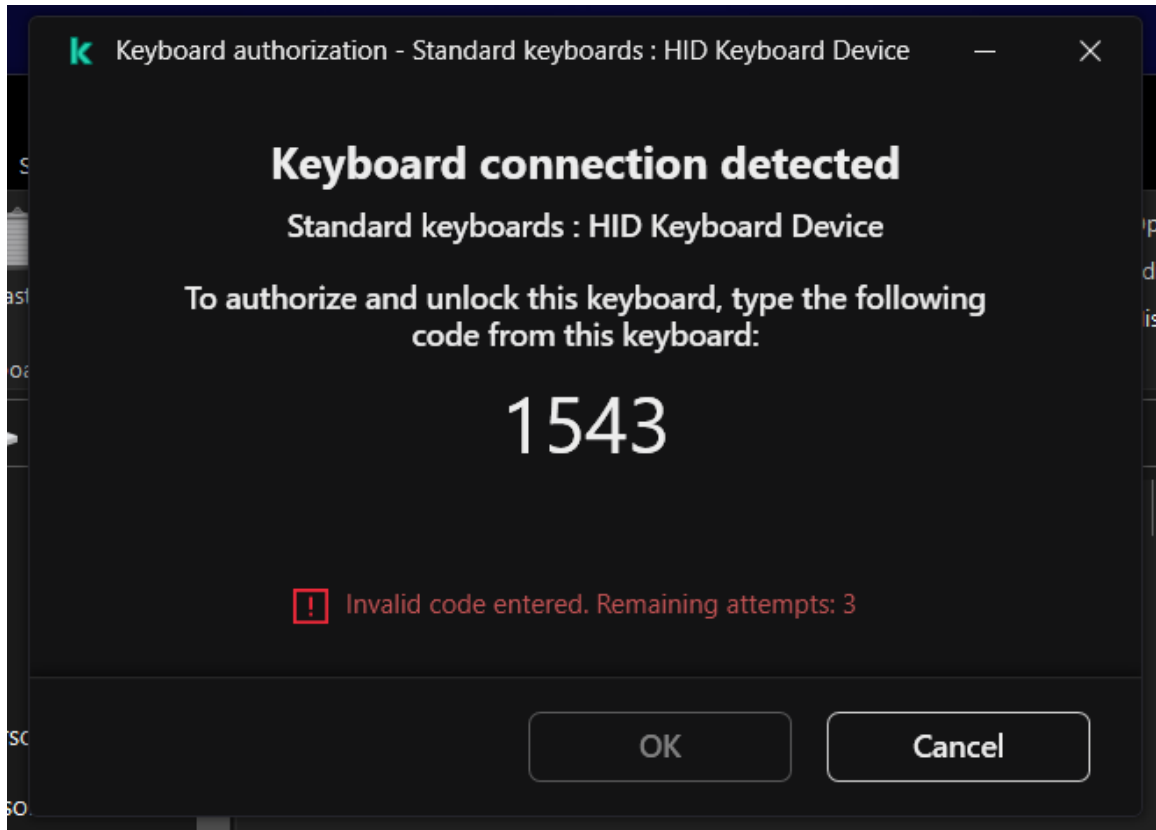 Keyboard authorization - Standard keyboards : HID Keyboard Device
Keyboard connection detected
Standard keyboards : HID Keyboard Device
To authorize and unlock this keyboard, type the following
code from this keyboard:
1543
Invalid code entered. Remaining attempts: 3
OK
Cancel